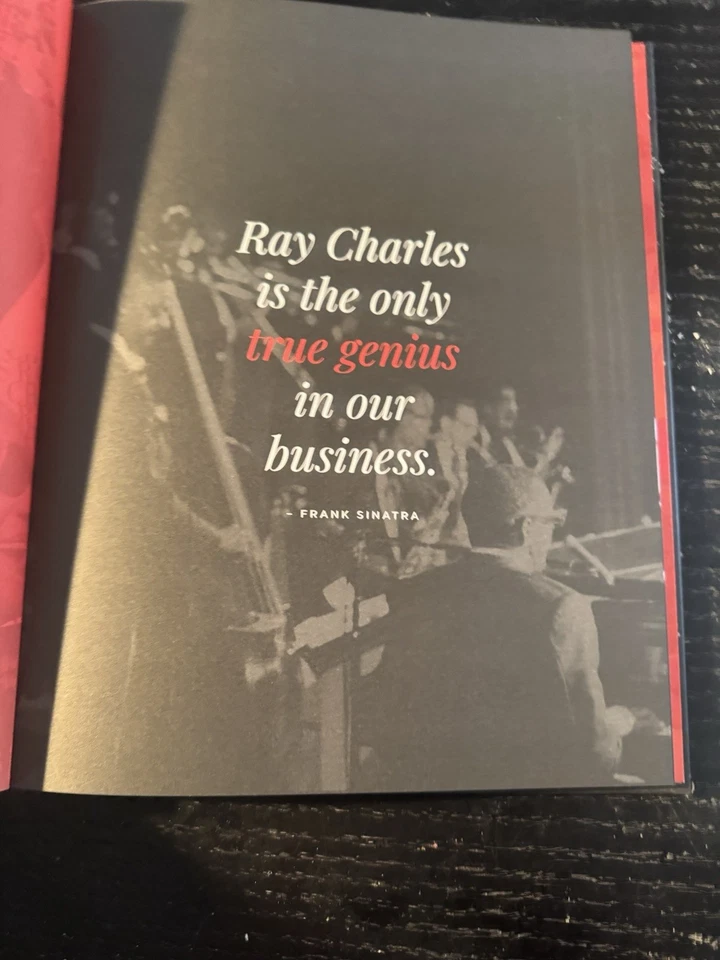 Ray Charles
is the only
true genius
in our
business.
– FRANK SINATRA